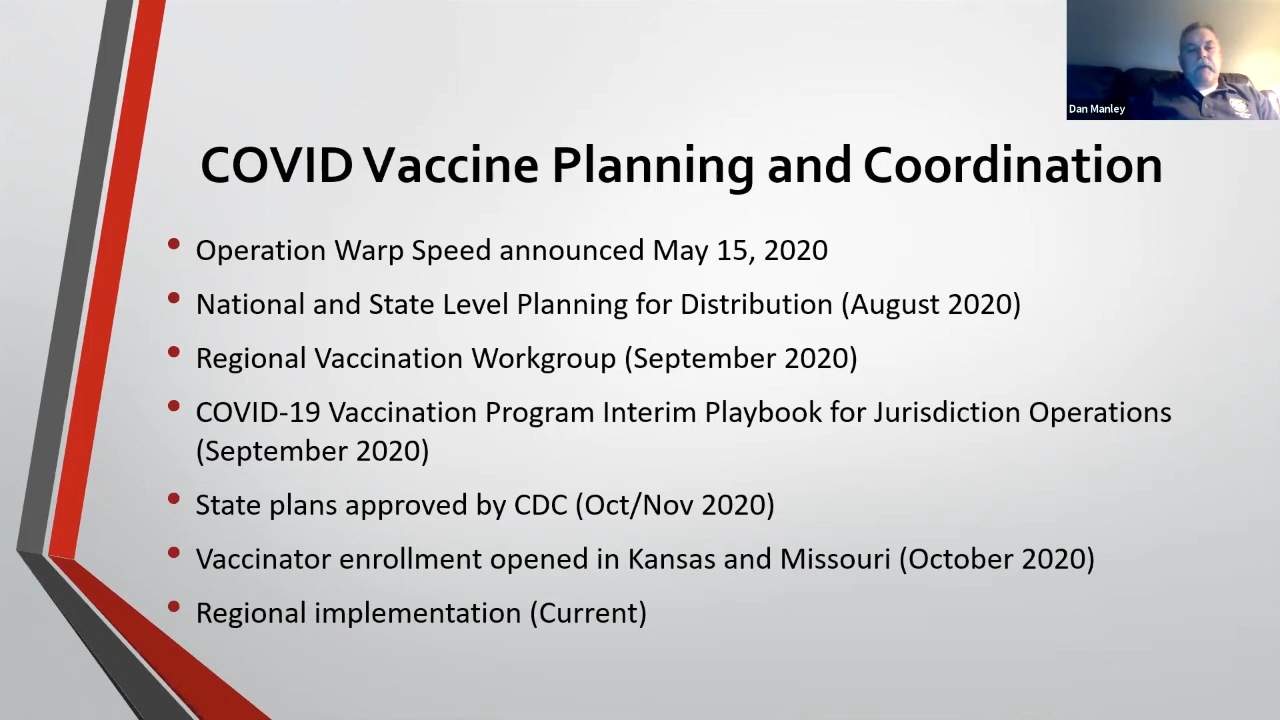 Dan Manley
COVID Vaccine Planning and Coordination
• Operation Warp Speed announced May 15, 2020
• National and State Level Planning for Distribution (August 2020)
• Regional Vaccination Workgroup (September 2020)
• COVID-19 Vaccination Program Interim Playbook for Jurisdiction Operations
(September 2020)
• State plans approved by CDC (Oct/Nov 2020)
• Vaccinator enrollment opened in Kansas and Missouri (October 2020)
• Regional implementation (Current)